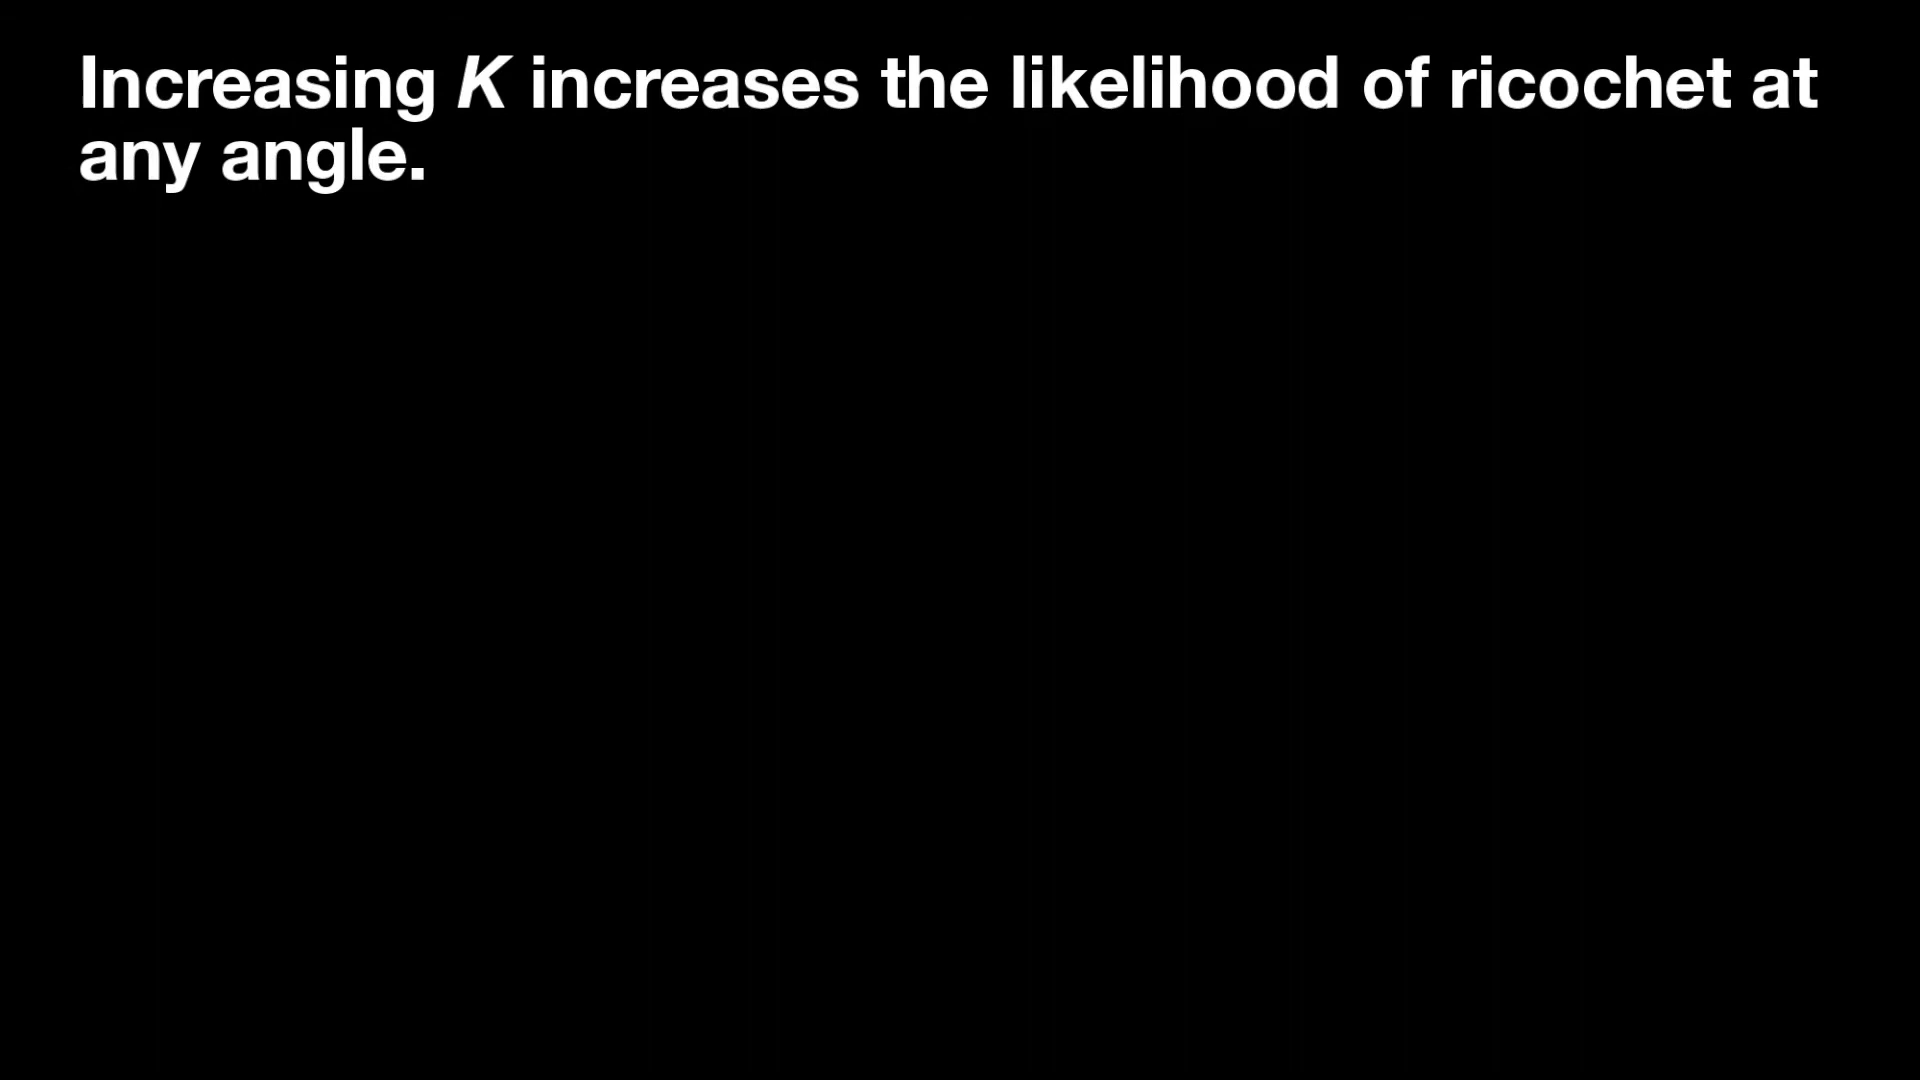 Increasing K increases the likelihood of ricochet at
any angle.